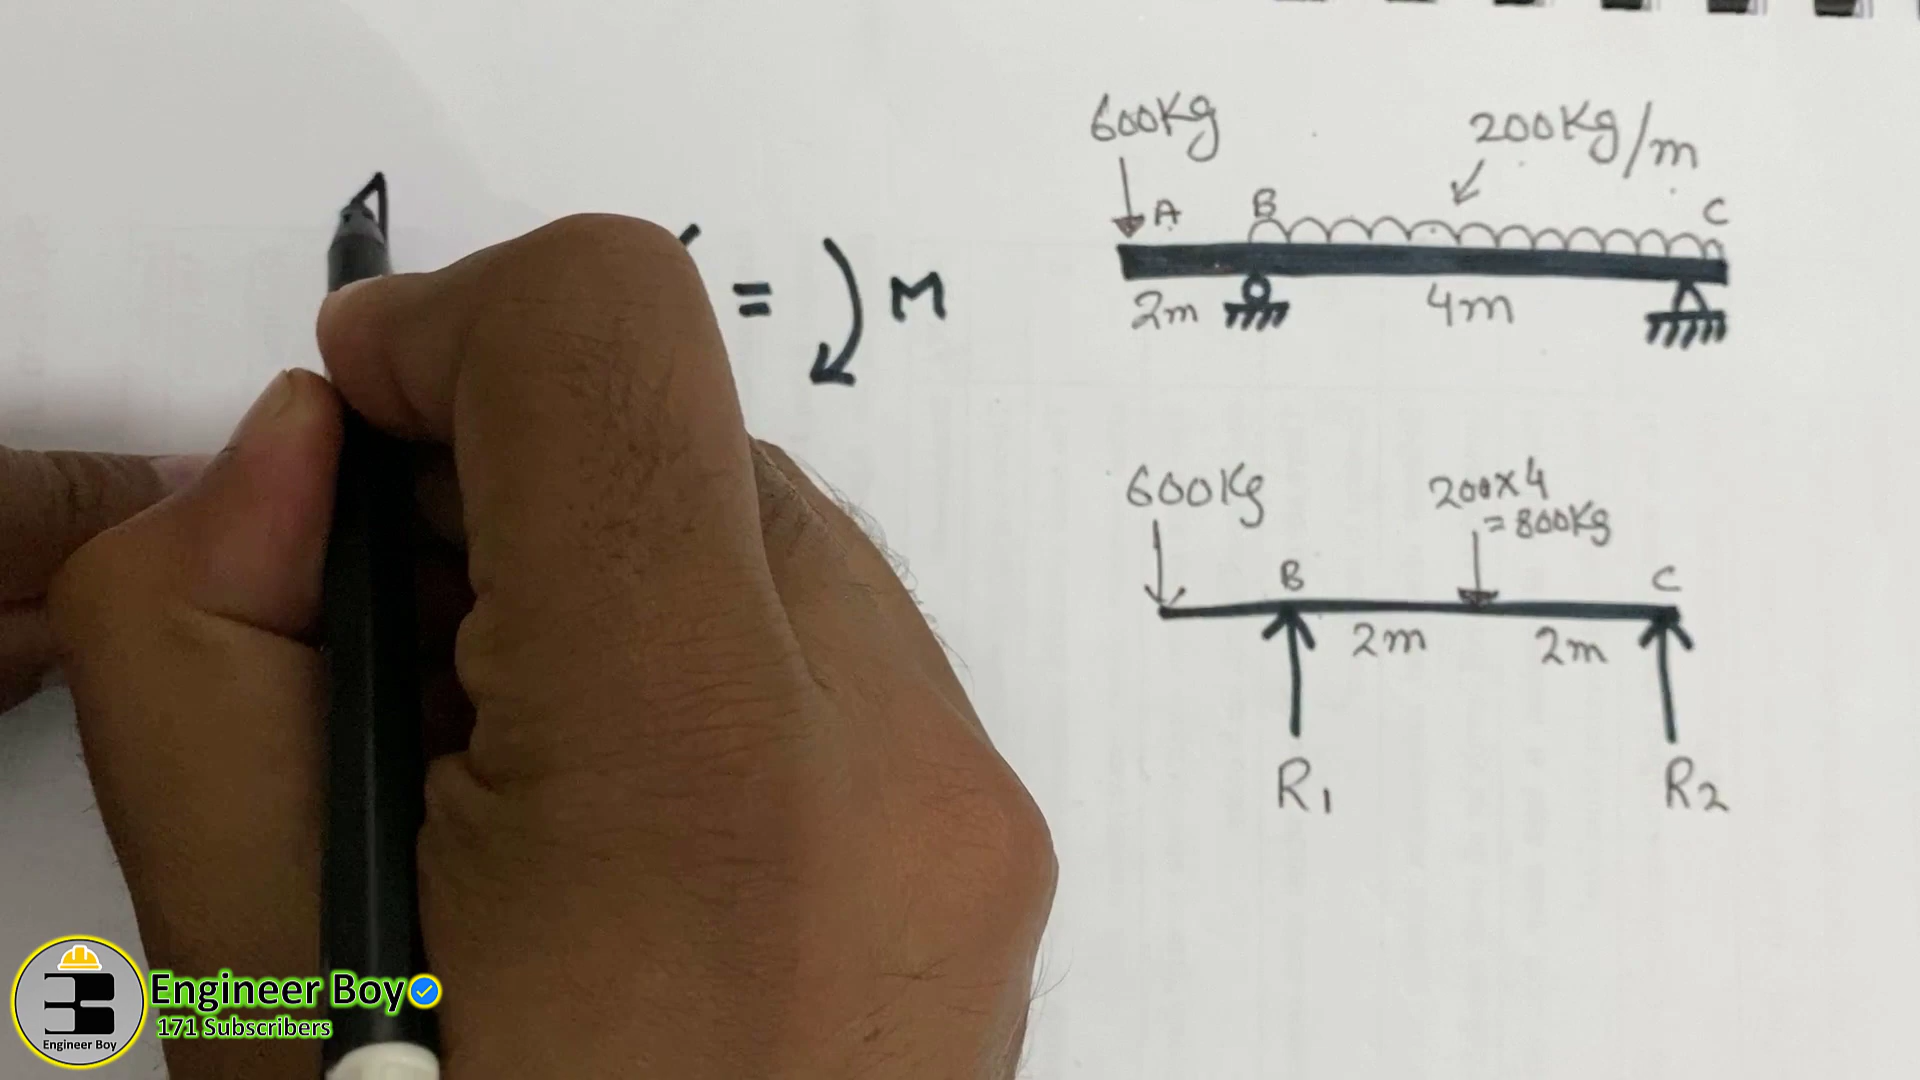 600Kg
200Kg/m
A
B
C
2m
4m
= M
600Kg
200x4
= 800Kg
B
C
2m
2m
R1
R2
Engineer Boy
171 Subscribers
Engineer Boy